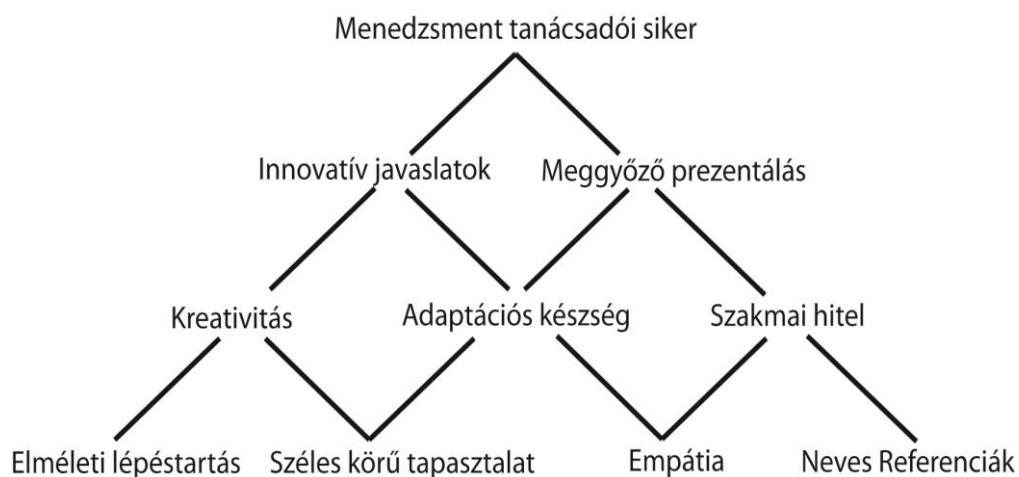 Menedzsment tanácsadói siker
Innovatív javaslatok
Meggyőző prezentálás
Kreativitás
Adaptációs készség
Szakmai hitel
Elméleti lépéstartás
Széles körű tapasztalat
Empátia
Neves Referenciák